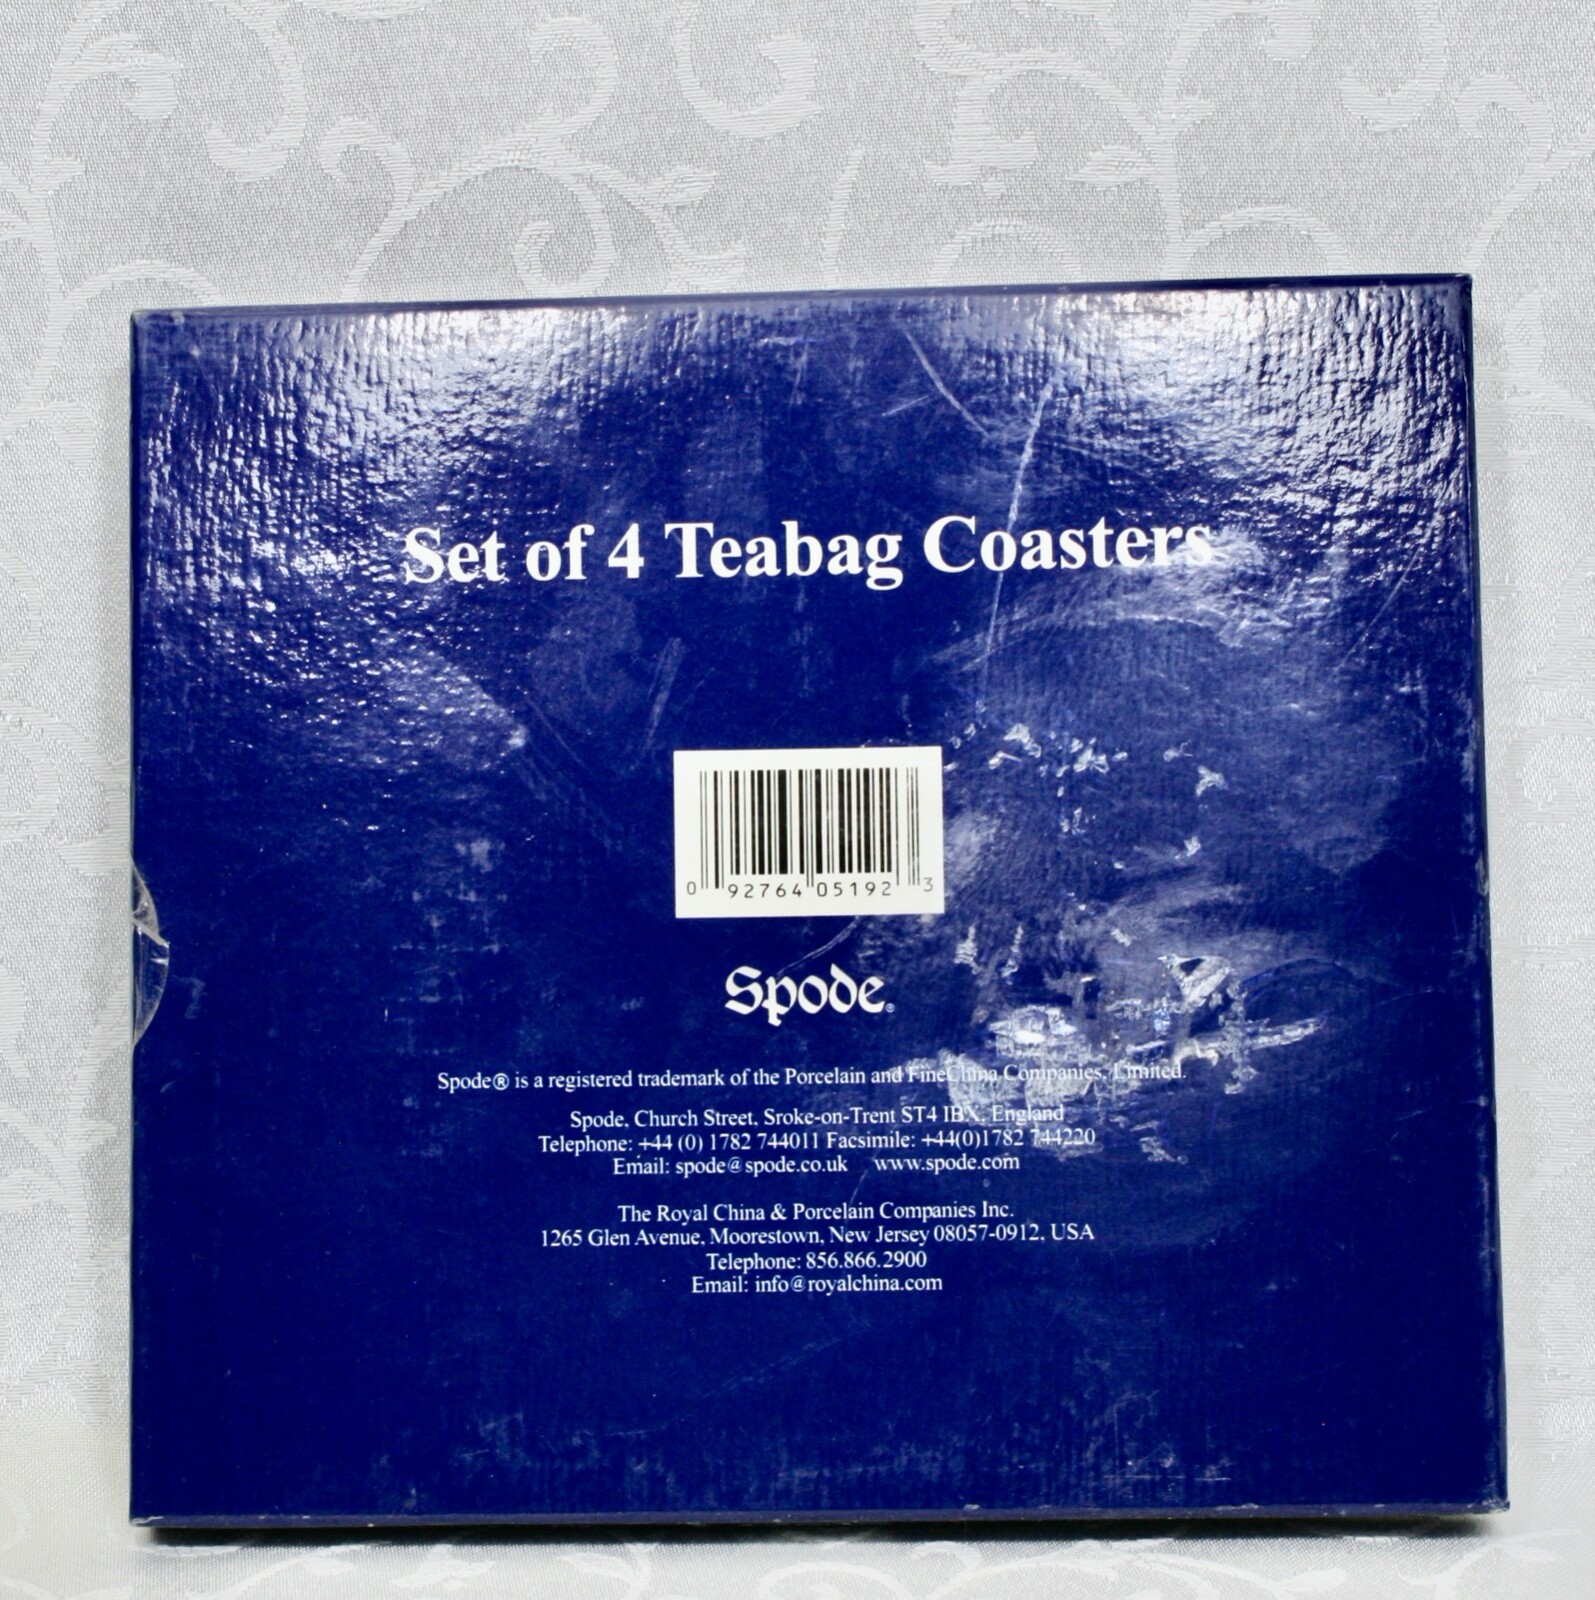 Set of 4 Teabag Coasters
0 92764 05192 3
Spode®
Spode® is a registered trademark of the Porcelain and FineChina Companies, Limited.
Spode, Church Street, Sroke-on-Trent ST4 IBX, England
Telephone: +44 (0) 1782 744011 Facsimile: +44(0)1782 744220
Email: spode@spode.co.uk www.spode.com
The Royal China & Porcelain Companies Inc.
1265 Glen Avenue, Moorestown, New Jersey 08057-0912, USA
Telephone: 856.866.2900
Email: info@royalchina.com